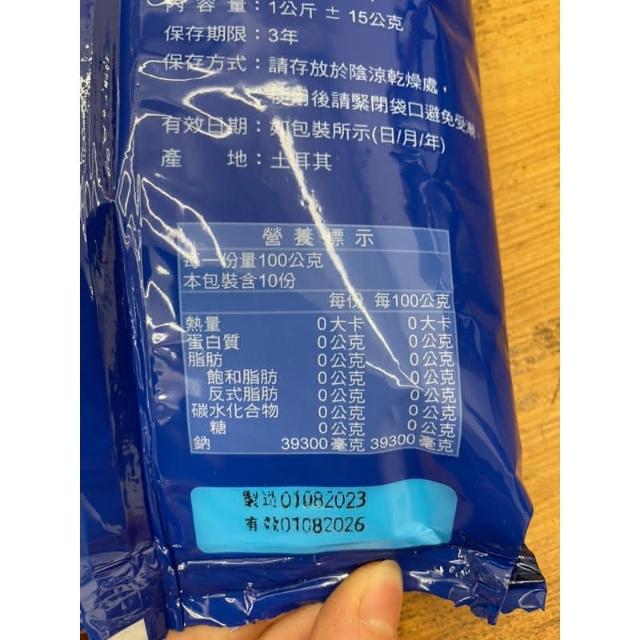 內容量：1公斤 ± 15公克
保存期限：3年
保存方式：請存放於陰涼乾燥處，
使用後請緊閉袋口避免受潮。
有效日期：如包裝所示(日/月/年)
產地：土耳其
營養標示
每一份量100公克
本包裝含10份
每份 每100公克
熱量 0大卡 0大卡
蛋白質 0公克 0公克
脂肪 0公克 0公克
飽和脂肪 0公克 0公克
反式脂肪 0公克 0公克
碳水化合物 0公克 0公克
糖 0公克 0公克
鈉 39300毫克 39300毫克
製造01082023
有效01082026